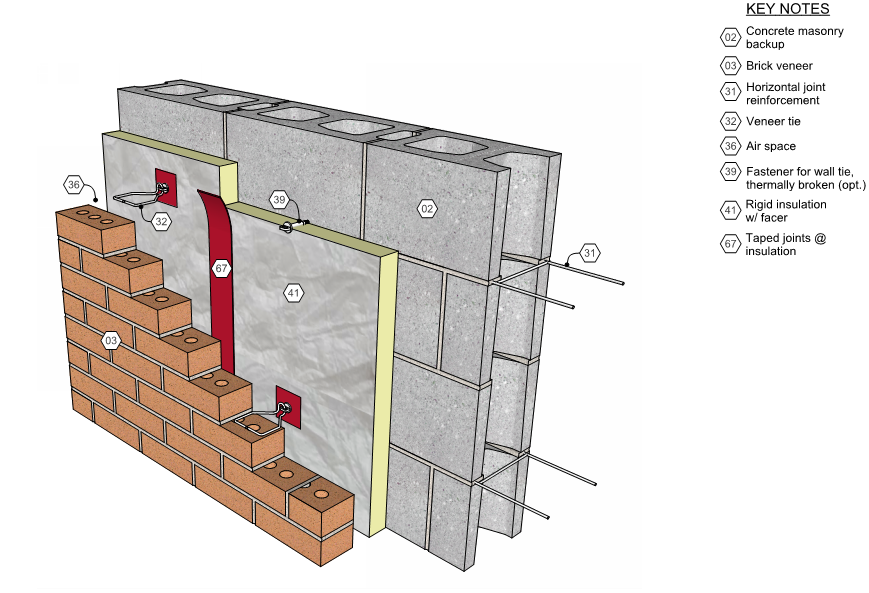 KEY NOTES
02 Concrete masonry
backup
03 Brick veneer
31 Horizontal joint
reinforcement
32 Veneer tie
36 Air space
39 Fastener for wall tie,
thermally broken (opt.)
41 Rigid insulation
w/ facer
67 Taped joints @
insulation
36
32
39
02
31
67
41
03